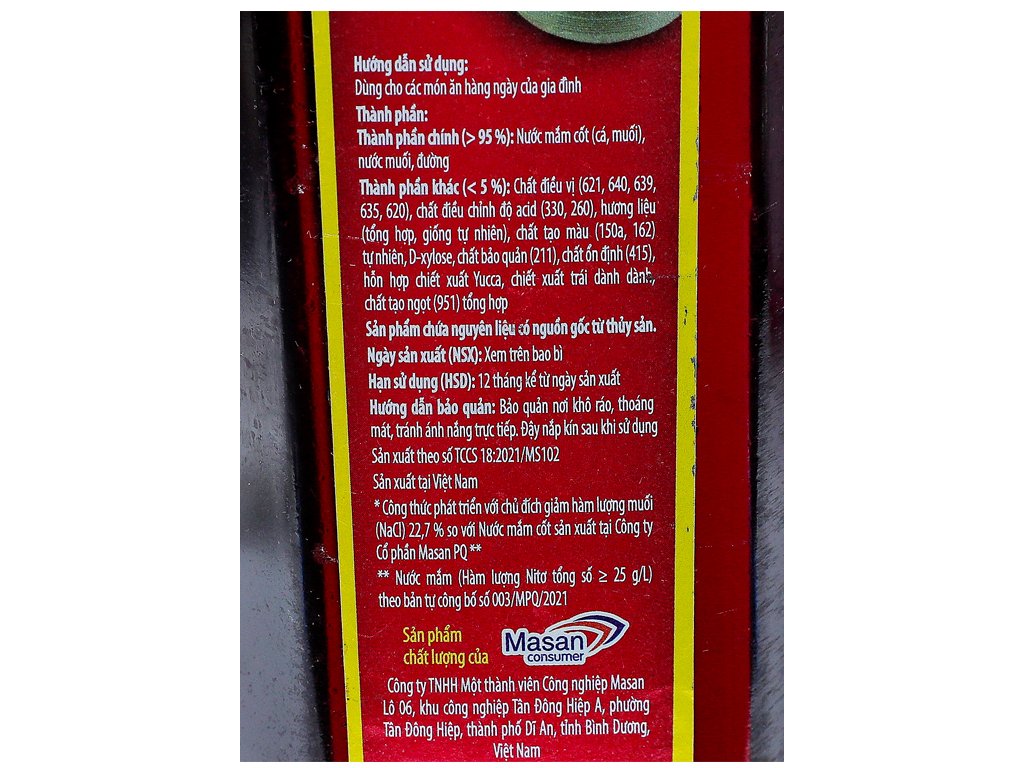 Hướng dẫn sử dụng:
Dùng cho các món ăn hàng ngày của gia đình
Thành phần:
Thành phần chính (> 95 %): Nước mắm cốt (cá, muối),
nước muối, đường
Thành phần khác (< 5 %): Chất điều vị (621, 640, 639,
635, 620), chất điều chỉnh độ acid (330, 260), hương liệu
(tổng hợp, giống tự nhiên), chất tạo màu (150a, 162)
tự nhiên, D-xylose, chất bảo quản (211), chất ổn định (415),
hỗn hợp chiết xuất Yucca, chiết xuất trái dành dành,
chất tạo ngọt (951) tổng hợp
Sản phẩm chứa nguyên liệu có nguồn gốc từ thủy sản.
Ngày sản xuất (NSX): Xem trên bao bì
Hạn sử dụng (HSD): 12 tháng kể từ ngày sản xuất
Hướng dẫn bảo quản: Bảo quản nơi khô ráo, thoáng
mát, tránh ánh nắng trực tiếp. Đậy nắp kín sau khi sử dụng
Sản xuất theo số TCCS 18:2021/MS102
Sản xuất tại Việt Nam
* Công thức phát triển với chủ đích giảm hàm lượng muối
(NaCl) 22,7 % so với Nước mắm cốt sản xuất tại Công ty
Cổ phần Masan PQ **
** Nước mắm (Hàm lượng Nitơ tổng số ≥ 25 g/L)
theo bản tự công bố số 003/MPQ/2021
Sản phẩm
chất lượng của
Masan
consumer
Công ty TNHH Một thành viên Công nghiệp Masan
Lô 06, khu công nghiệp Tân Đông Hiệp A, phường
Tân Đông Hiệp, thành phố Dĩ An, tỉnh Bình Dương,
Việt Nam